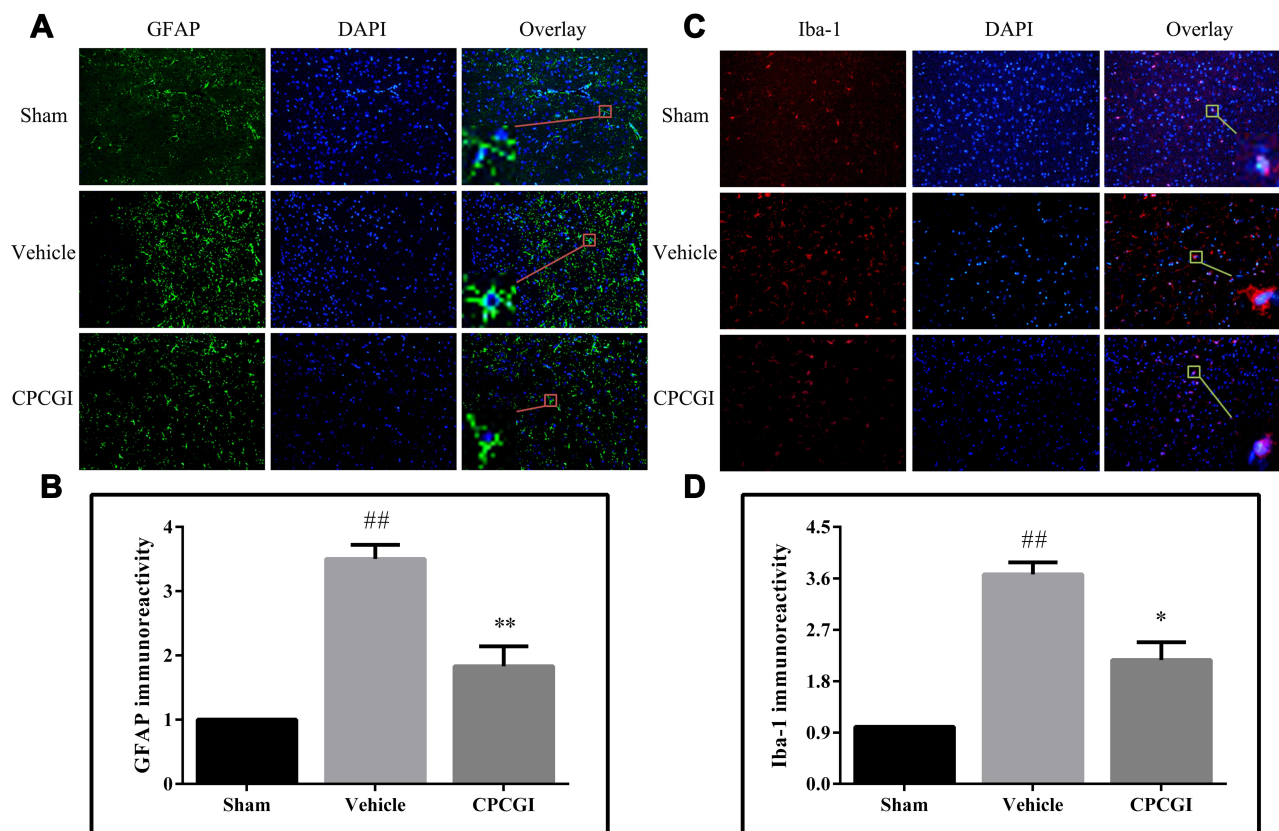 A
GFAP DAPI Overlay
Sham
Vehicle
CPCGI
B
GFAP immunoreactivity
4
3
2
1
0
##
**
Sham Vehicle CPCGI
C
Iba-1 DAPI Overlay
Sham
Vehicle
CPCGI
D
Iba-1 immunoreactivity
4.5
3.6
2.7
1.8
0.9
0.0
##
*
Sham Vehicle CPCGI